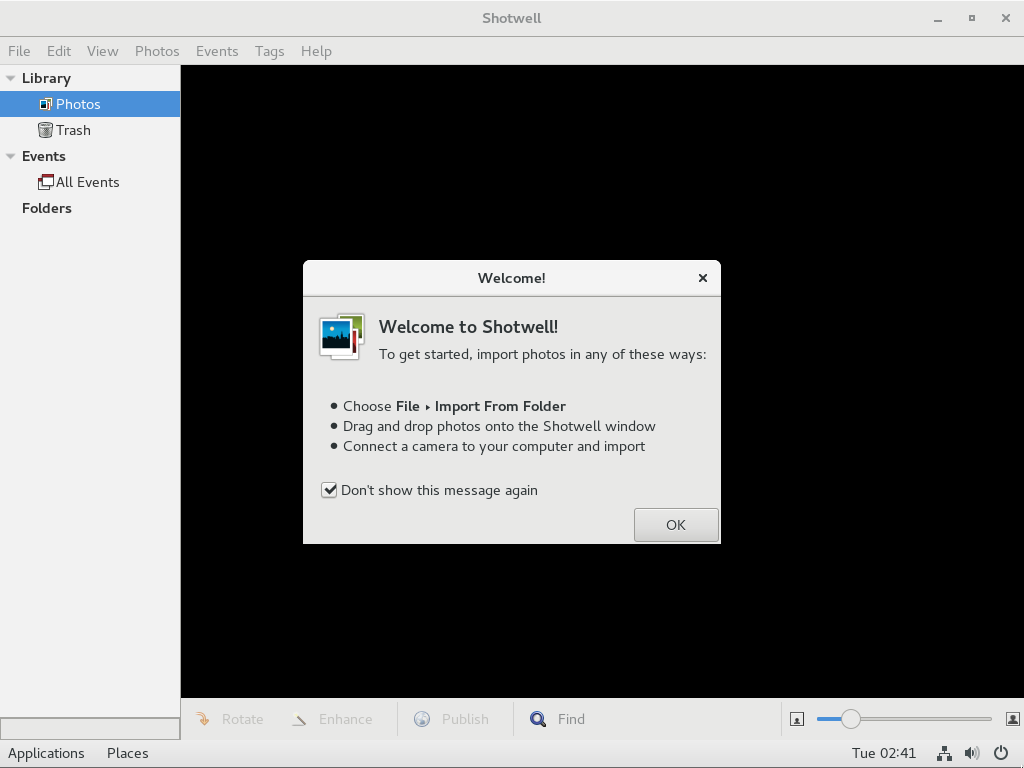 Shotwell
File Edit View Photos Events Tags Help
Library
Photos
Trash
Events
All Events
Folders
Welcome!
Welcome to Shotwell!
To get started, import photos in any of these ways:
• Choose File ▸ Import From Folder
• Drag and drop photos onto the Shotwell window
• Connect a camera to your computer and import
Don't show this message again
OK
Rotate Enhance Publish Find
Applications Places Tue 02:41